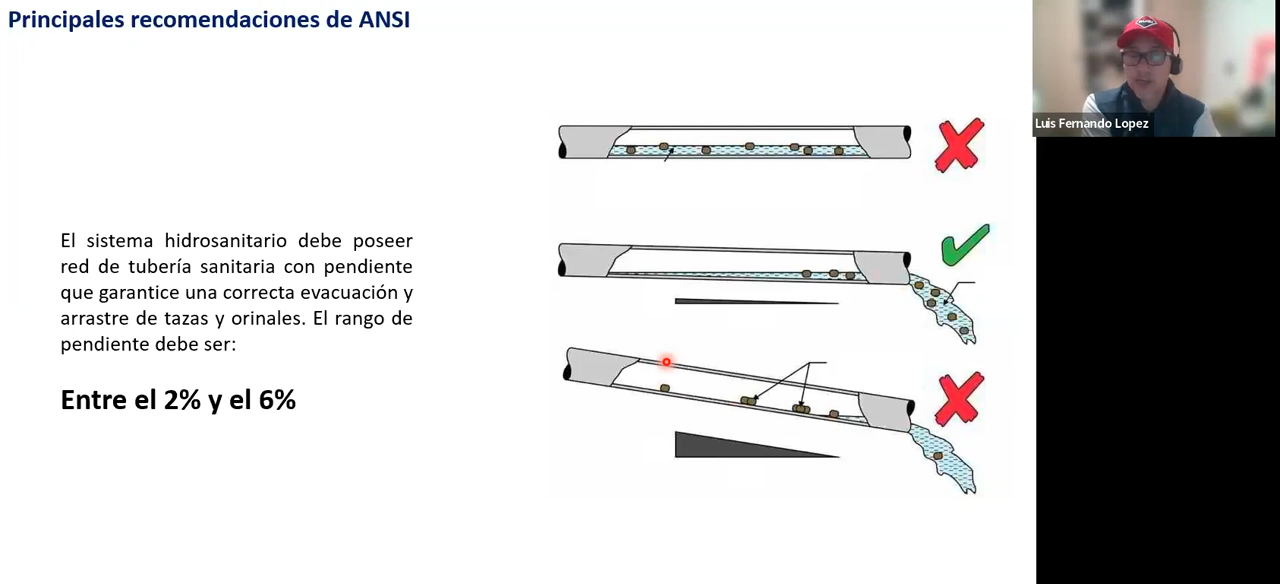 Principales recomendaciones de ANSI
Luis Fernando Lopez
El sistema hidrosanitario debe poseer
red de tubería sanitaria con pendiente
que garantice una correcta evacuación y
arrastre de tazas y orinales. El rango de
pendiente debe ser:
Entre el 2% y el 6%